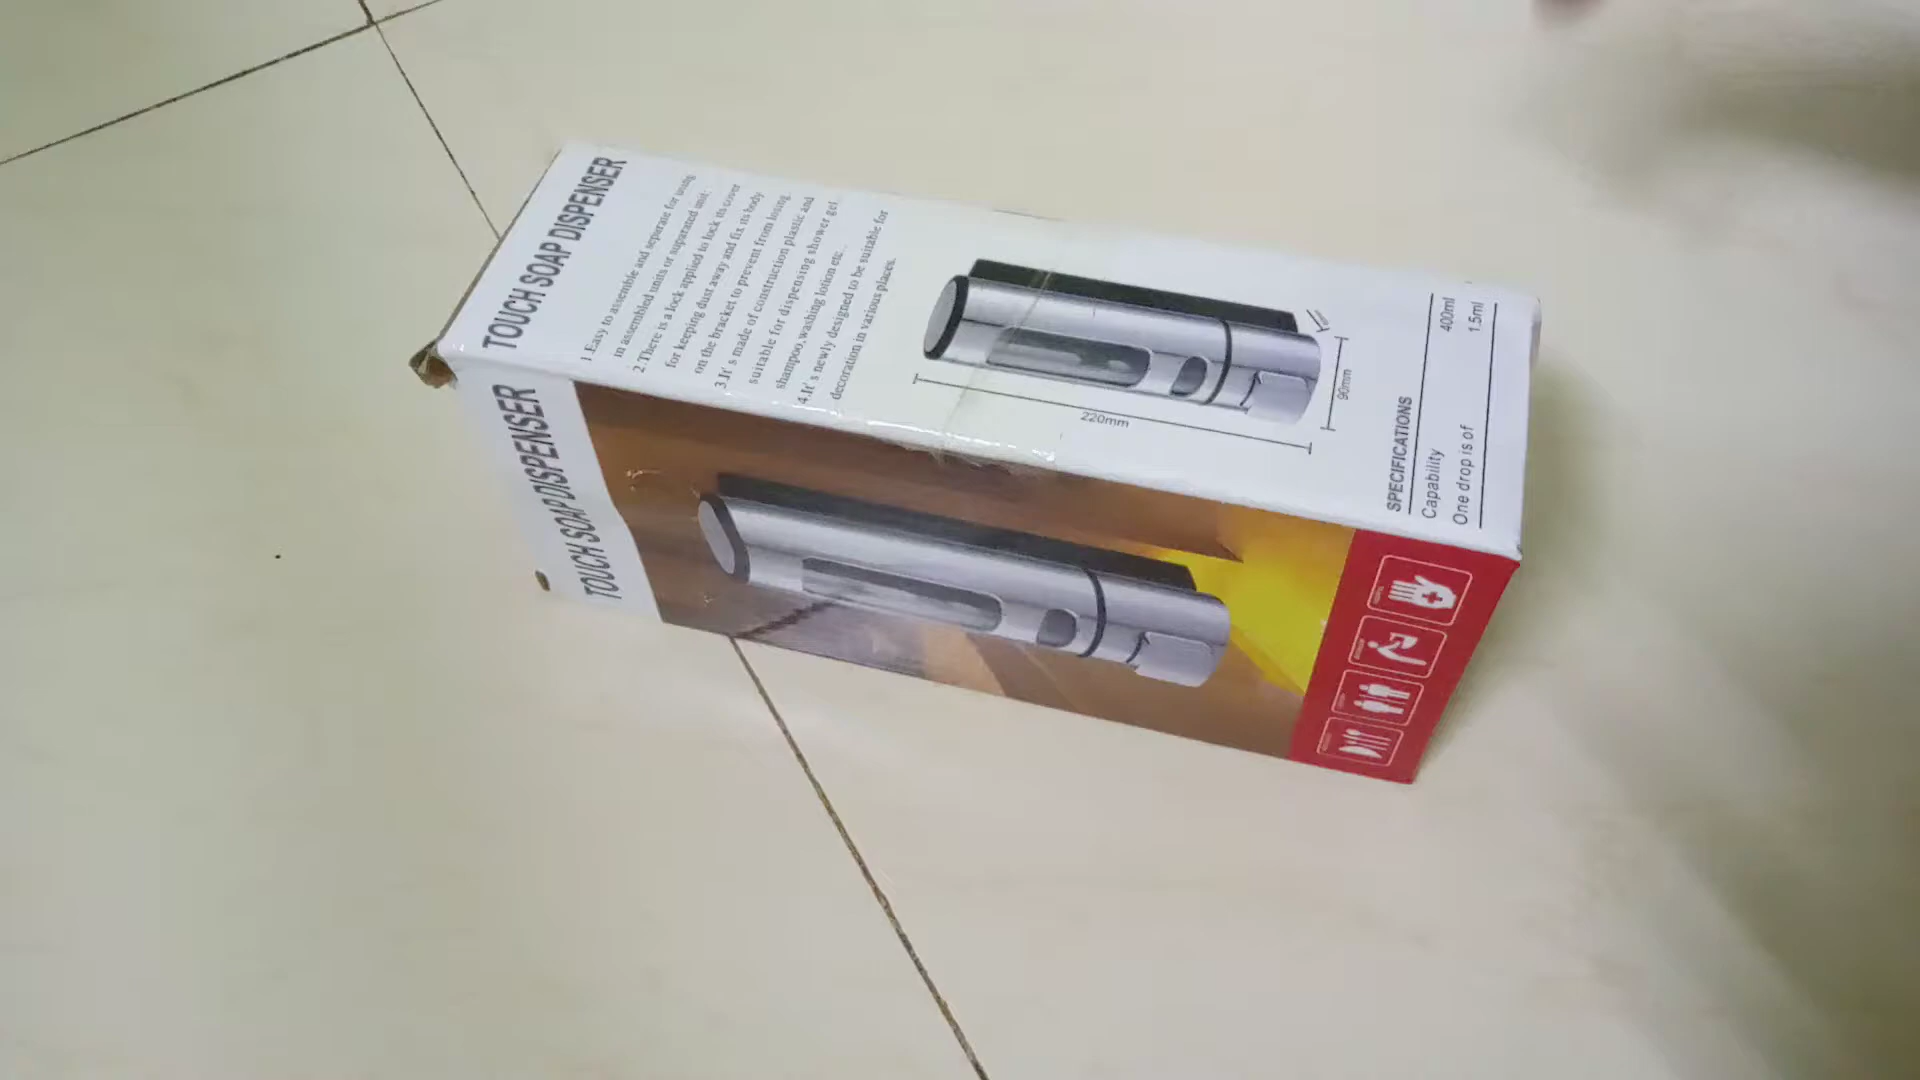 TOUCH SOAP DISPENSER
1 Easy to assemble and separate for using
in assembled units or separated unit.
2.There is a lock applied to lock its cover
for keeping dust away and fix its body
on the bracket to prevent from losing
3.It's made of construction plastic and
suitable for dispensing shower gel
shampoo,washing lotion etc.
4.It's newly designed to be suitable for
decoration in various places.
220mm
90mm
SPECIFICATIONS
Capability 400ml
One drop is of 1.5ml
TOUCH SOAP DISPENSER